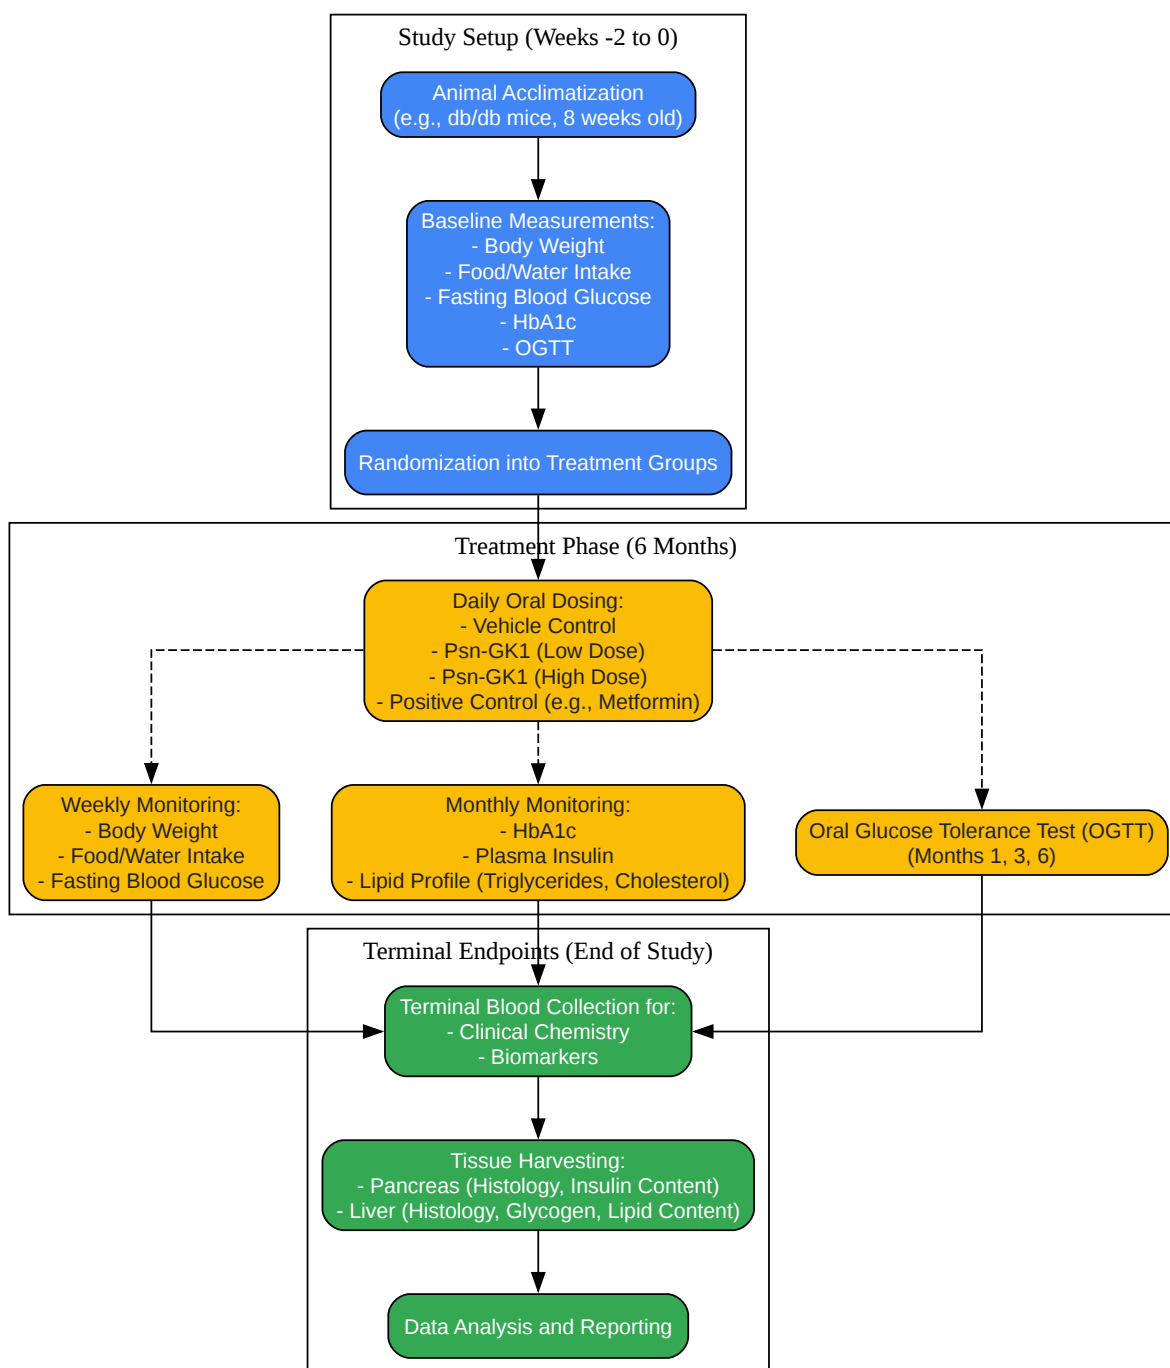 Study Setup (Weeks -2 to 0)
Animal Acclimatization
(e.g., db/db mice, 8 weeks old)
Baseline Measurements:
- Body Weight
- Food/Water Intake
- Fasting Blood Glucose
- HbA1c
- OGTT
Randomization into Treatment Groups
Treatment Phase (6 Months)
Daily Oral Dosing:
- Vehicle Control
- Psn-GK1 (Low Dose)
- Psn-GK1 (High Dose)
- Positive Control (e.g., Metformin)
Weekly Monitoring:
- Body Weight
- Food/Water Intake
- Fasting Blood Glucose
Monthly Monitoring:
- HbA1c
- Plasma Insulin
- Lipid Profile (Triglycerides, Cholesterol)
Oral Glucose Tolerance Test (OGTT)
(Months 1, 3, 6)
Terminal Endpoints (End of Study)
Terminal Blood Collection for:
- Clinical Chemistry
- Biomarkers
Tissue Harvesting:
- Pancreas (Histology, Insulin Content)
- Liver (Histology, Glycogen, Lipid Content)
Data Analysis and Reporting